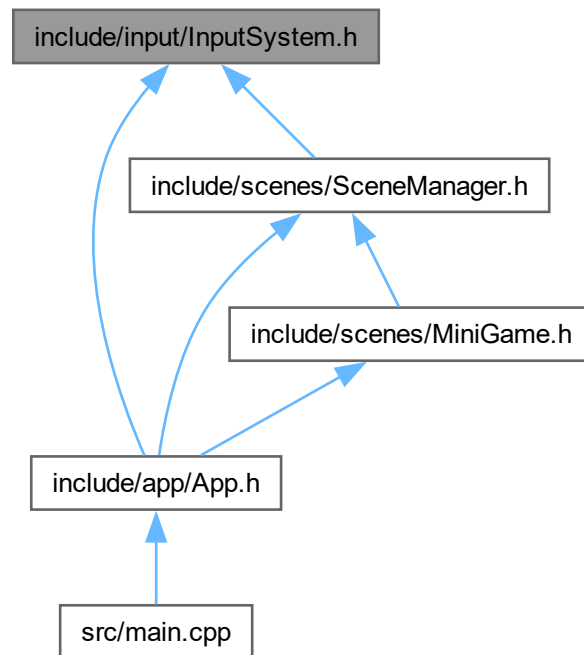 include/input/InputSystem.h
include/scenes/SceneManager.h
include/scenes/MiniGame.h
include/app/App.h
src/main.cpp